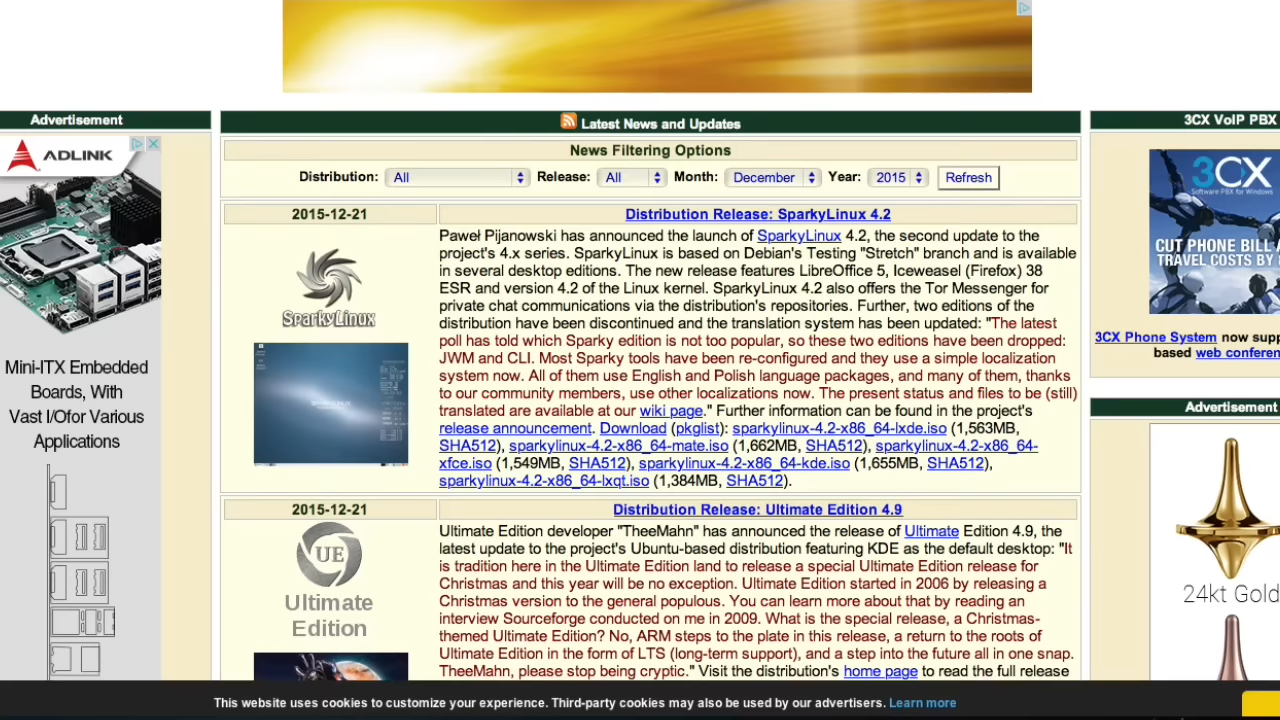 Advertisement
ADLINK
Mini-ITX Embedded
Boards, With
Vast I/Ofor Various
Applications
Latest News and Updates
News Filtering Options
Distribution: All Release: All Month: December Year: 2015 Refresh
2015-12-21
SparkyLinux
Distribution Release: SparkyLinux 4.2
Paweł Pijanowski has announced the launch of SparkyLinux 4.2, the second update to the
project's 4.x series. SparkyLinux is based on Debian's Testing "Stretch" branch and is available
in several desktop editions. The new release features LibreOffice 5, Iceweasel (Firefox) 38
ESR and version 4.2 of the Linux kernel. SparkyLinux 4.2 also offers the Tor Messenger for
private chat communications via the distribution's repositories. Further, two editions of the
distribution have been discontinued and the translation system has been updated: "The latest
poll has told which Sparky edition is not too popular, so these two editions have been dropped:
JWM and CLI. Most Sparky tools have been re-configured and they use a simple localization
system now. All of them use English and Polish language packages, and many of them, thanks
to our community members, use other localizations now. The present status and files to be (still)
translated are available at our wiki page." Further information can be found in the project's
release announcement. Download (pkglist): sparkylinux-4.2-x86_64-lxde.iso (1,563MB,
SHA512), sparkylinux-4.2-x86_64-mate.iso (1,662MB, SHA512), sparkylinux-4.2-x86_64-
xfce.iso (1,549MB, SHA512), sparkylinux-4.2-x86_64-kde.iso (1,655MB, SHA512),
sparkylinux-4.2-x86_64-lxqt.iso (1,384MB, SHA512).
2015-12-21
UE
Ultimate
Edition
Distribution Release: Ultimate Edition 4.9
Ultimate Edition developer "TheeMahn" has announced the release of Ultimate Edition 4.9, the
latest update to the project's Ubuntu-based distribution featuring KDE as the default desktop: "It
is tradition here in the Ultimate Edition land to release a special Ultimate Edition release for
Christmas and this year will be no exception. Ultimate Edition started in 2006 by releasing a
Christmas version to the general populous. You can learn more about that by reading an
interview Sourceforge conducted on me in 2009. What is the special release, a Christmas-
themed Ultimate Edition? No, ARM steps to the plate in this release, a return to the roots of
Ultimate Edition in the form of LTS (long-term support), and a step into the future all in one snap.
TheeMahn, please stop being cryptic." Visit the distribution's home page to read the full release
3CX VoIP PBX
3CX
Software PBX for Windows
CUT PHONE BILL
TRAVEL COSTS BY
3CX Phone System now supp
based web conferen
Advertisement
24kt Gold
This website uses cookies to customize your experience. Third-party cookies may also be used by our advertisers. Learn more